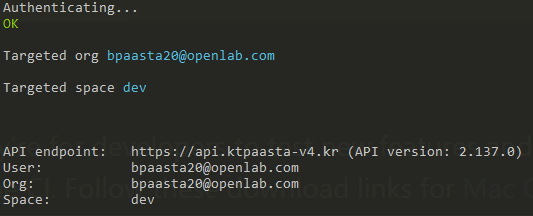 Authenticating...
OK
Targeted org bpaasta20@openlab.com
Targeted space dev
API endpoint: https://api.ktpaasta-v4.kr (API version: 2.137.0)
User: bpaasta20@openlab.com
Org: bpaasta20@openlab.com
Space: dev